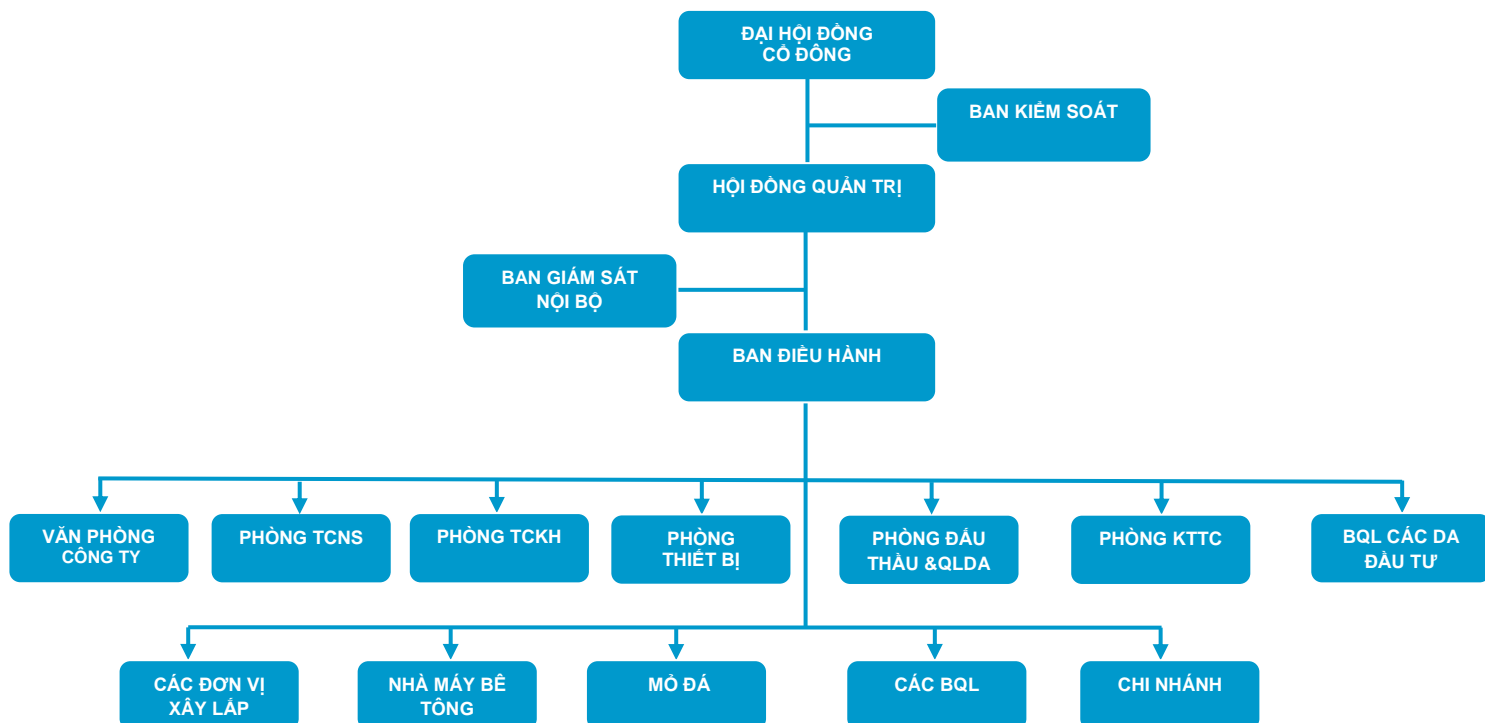 ĐẠI HỘI ĐỒNG
CỔ ĐÔNG
BAN KIỂM SOÁT
HỘI ĐỒNG QUẢN TRỊ
BAN GIÁM SÁT
NỘI BỘ
BAN ĐIỀU HÀNH
VĂN PHÒNG
CÔNG TY
PHÒNG TCNS
PHÒNG TCKH
PHÒNG
THIẾT BỊ
PHÒNG ĐẤU
THẦU &QLDA
PHÒNG KTTC
BQL CÁC DA
ĐẦU TƯ
CÁC ĐƠN VỊ
XÂY LẮP
NHÀ MÁY BÊ
TÔNG
MỎ ĐÁ
CÁC BQL
CHI NHÁNH